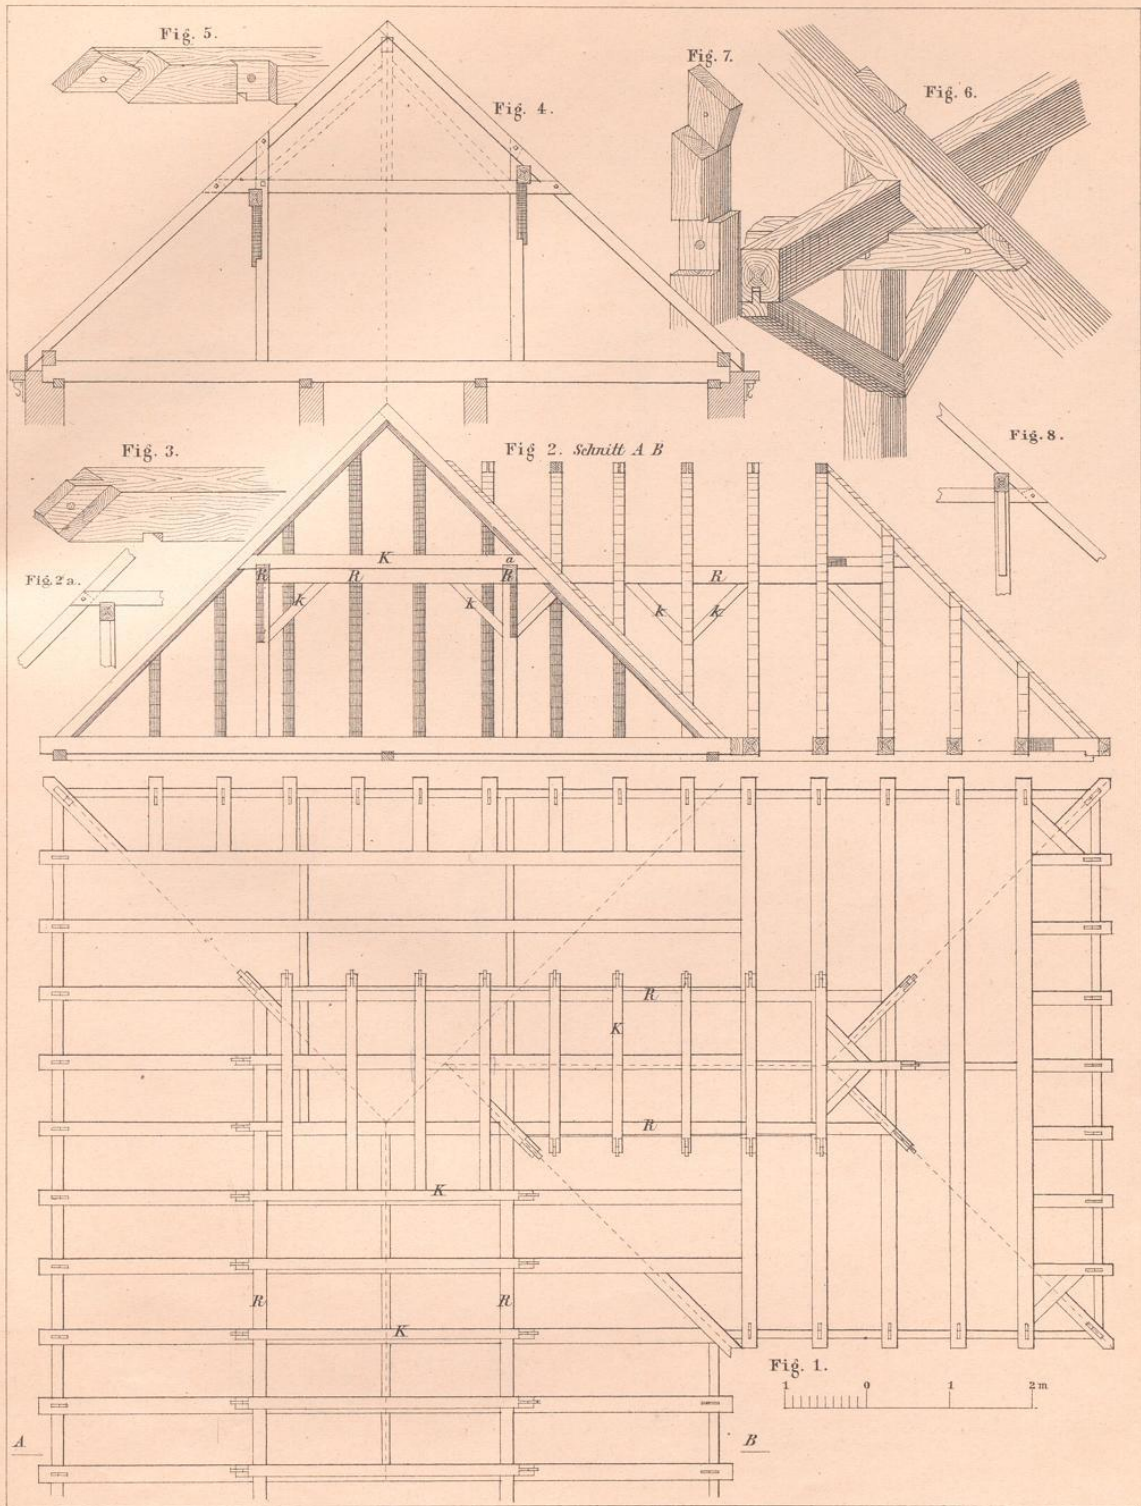 Fig. 5.
Fig. 4.
Fig. 7.
Fig. 6.
Fig. 3.
Fig 2. Schnitt A B
Fig. 8.
Fig. 2a.
K
a
R R R R
k k k k
R
K
R
K
R R
K
Fig. 1.
1 0 1 2 m
A B